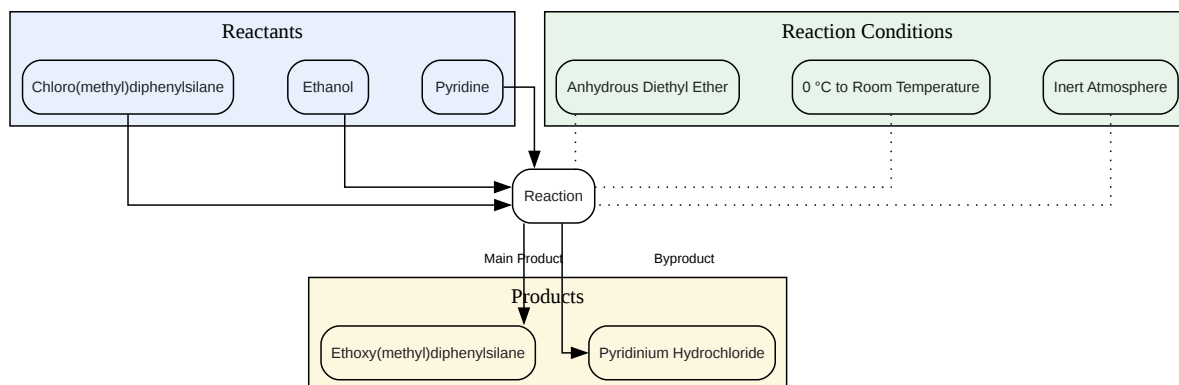 Reactants
Reaction Conditions
Chloro(methyl)diphenylsilane
Ethanol
Pyridine
Anhydrous Diethyl Ether
0 °C to Room Temperature
Inert Atmosphere
Reaction
Main Product
Byproduct
Products
Ethoxy(methyl)diphenylsilane
Pyridinium Hydrochloride